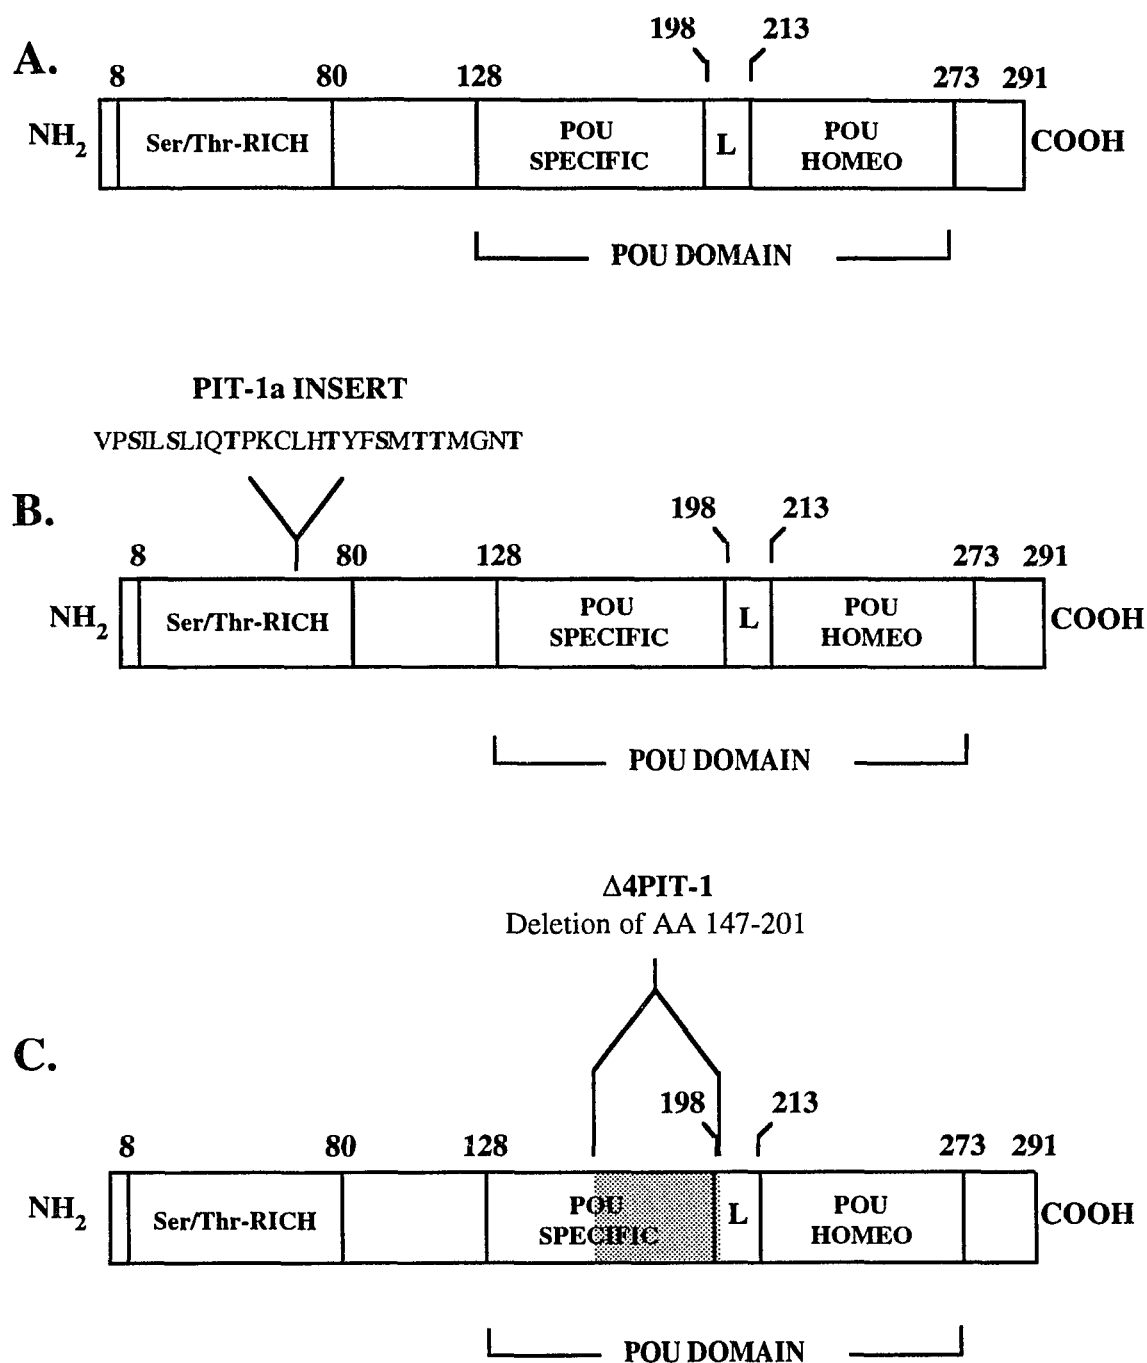 A.
198 213
8 80 128 273 291
NH2 Ser/Thr-RICH POU SPECIFIC L POU HOMEO COOH
POU DOMAIN
PIT-1a INSERT
VPSILSLIQTPKCLHTYFSMTTMGNT
B.
198 213
8 80 128 273 291
NH2 Ser/Thr-RICH POU SPECIFIC L POU HOMEO COOH
POU DOMAIN
Δ4PIT-1
Deletion of AA 147-201
C.
198 213
8 80 128 273 291
NH2 Ser/Thr-RICH POU SPECIFIC L POU HOMEO COOH
POU DOMAIN